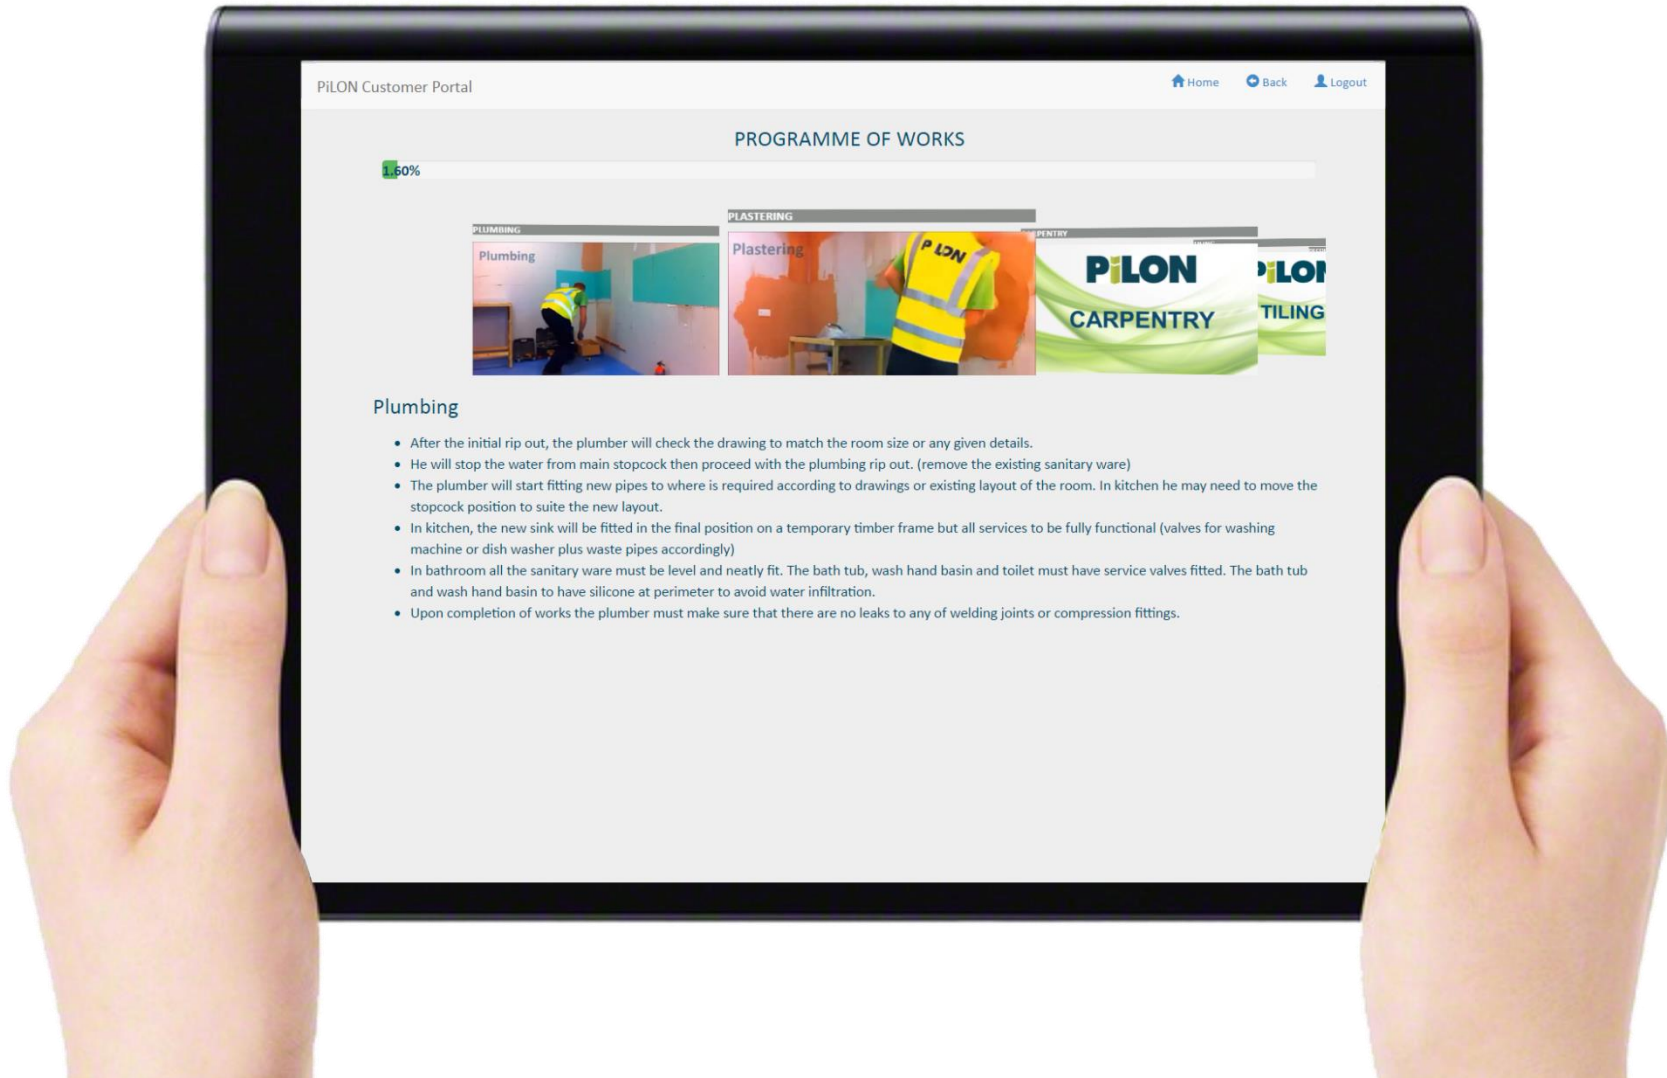 PiLON Customer Portal
Home
Back
Logout
PROGRAMME OF WORKS
1.60%
PLUMBING
Plumbing
PLASTERING
Plastering
PiLON
PENTRY
PiLON
CARPENTRY
PiLON
TILING
Plumbing
• After the initial rip out, the plumber will check the drawing to match the room size or any given details.
• He will stop the water from main stopcock then proceed with the plumbing rip out. (remove the existing sanitary ware)
• The plumber will start fitting new pipes to where is required according to drawings or existing layout of the room. In kitchen he may need to move the
stopcock position to suite the new layout.
• In kitchen, the new sink will be fitted in the final position on a temporary timber frame but all services to be fully functional (valves for washing
machine or dish washer plus waste pipes accordingly)
• In bathroom all the sanitary ware must be level and neatly fit. The bath tub, wash hand basin and toilet must have service valves fitted. The bath tub
and wash hand basin to have silicone at perimeter to avoid water infiltration.
• Upon completion of works the plumber must make sure that there are no leaks to any of welding joints or compression fittings.